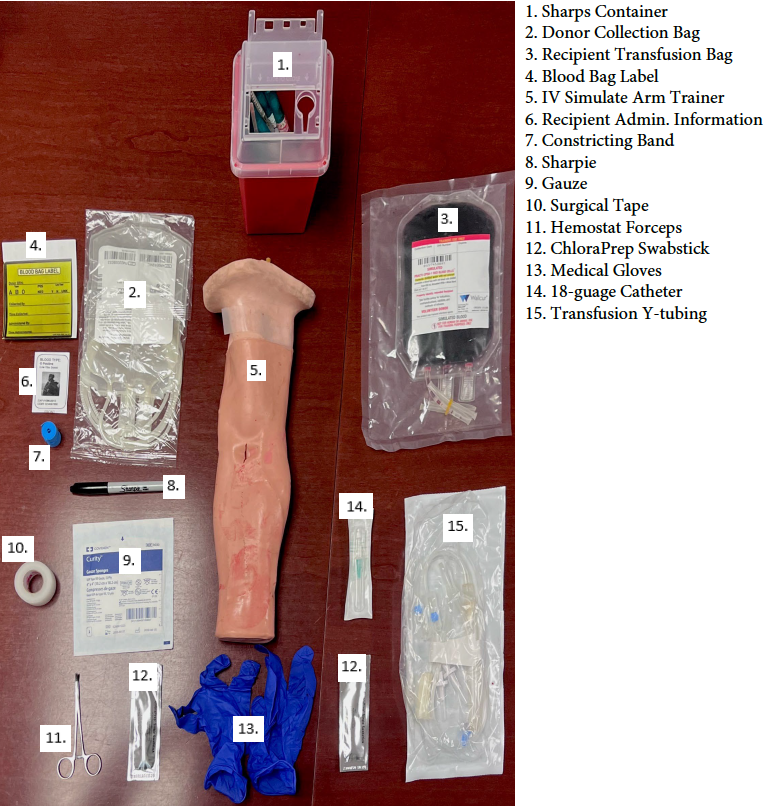 1.
2.
3.
4.
BLOOD BAG LABEL
A B O
5.
6.
BLOOD TYPE:
7.
8.
Sharpie
14.
15.
10.
9.
Curity
12.
12.
11.
13.
1. Sharps Container
2. Donor Collection Bag
3. Recipient Transfusion Bag
4. Blood Bag Label
5. IV Simulate Arm Trainer
6. Recipient Admin. Information
7. Constricting Band
8. Sharpie
9. Gauze
10. Surgical Tape
11. Hemostat Forceps
12. ChloraPrep Swabstick
13. Medical Gloves
14. 18-guage Catheter
15. Transfusion Y-tubing